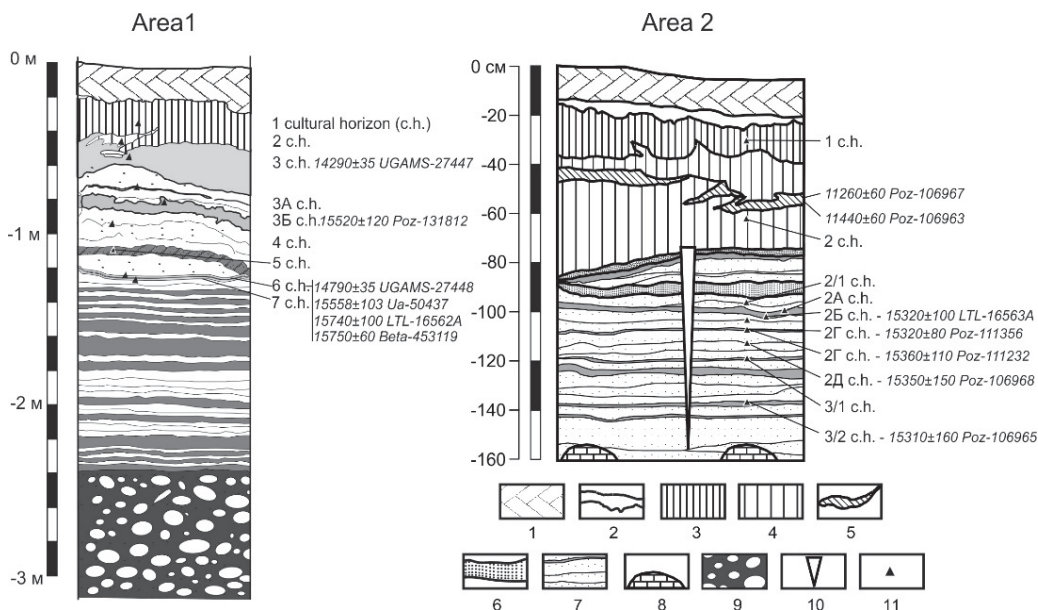 Area1
Area 2
0 м
-1 м
-2 м
-3 м
1 cultural horizon (c.h.)
2 c.h.
3 c.h. 14290±35 UGAMS-27447
3А c.h.
3Б c.h. 15520±120 Poz-131812
4 c.h.
5 c.h.
6 c.h. 14790±35 UGAMS-27448
7 c.h. 15558±103 Ua-50437
15740±100 LTL-16562A
15750±60 Beta-453119
0 см
-20
-40
-60
-80
-100
-120
-140
-160
1 c.h.
11260±60 Poz-106967
11440±60 Poz-106963
2 c.h.
2/1 c.h.
2А c.h.
2Б c.h. - 15320±100 LTL-16563A
2Г c.h. - 15320±80 Poz-111356
2Г c.h. - 15360±110 Poz-111232
2Д c.h. - 15350±150 Poz-106968
3/1 c.h.
3/2 c.h. - 15310±160 Poz-106965
1 2 3 4 5
6 7 8 9 10 11